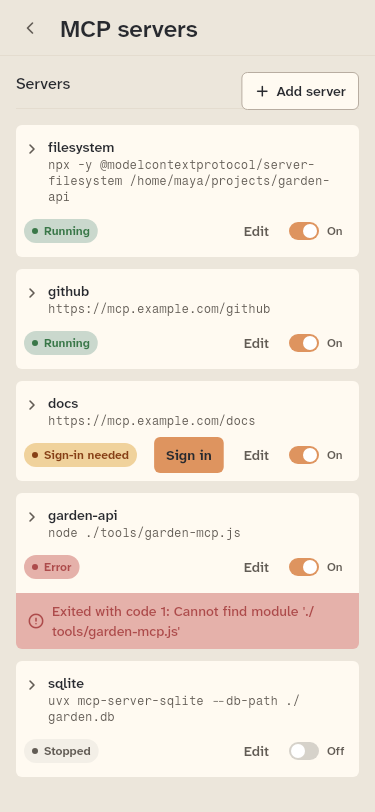 MCP servers
Servers
+ Add server
filesystem
npx -y @modelcontextprotocol/server-
filesystem /home/maya/projects/garden-
api
Running
Edit
On
github
https://mcp.example.com/github
Running
Edit
On
docs
https://mcp.example.com/docs
Sign-in needed
Sign in
Edit
On
garden-api
node ./tools/garden-mcp.js
Error
Edit
On
Exited with code 1: Cannot find module './
tools/garden-mcp.js'
sqlite
uvx mcp-server-sqlite --db-path ./
garden.db
Stopped
Edit
Off